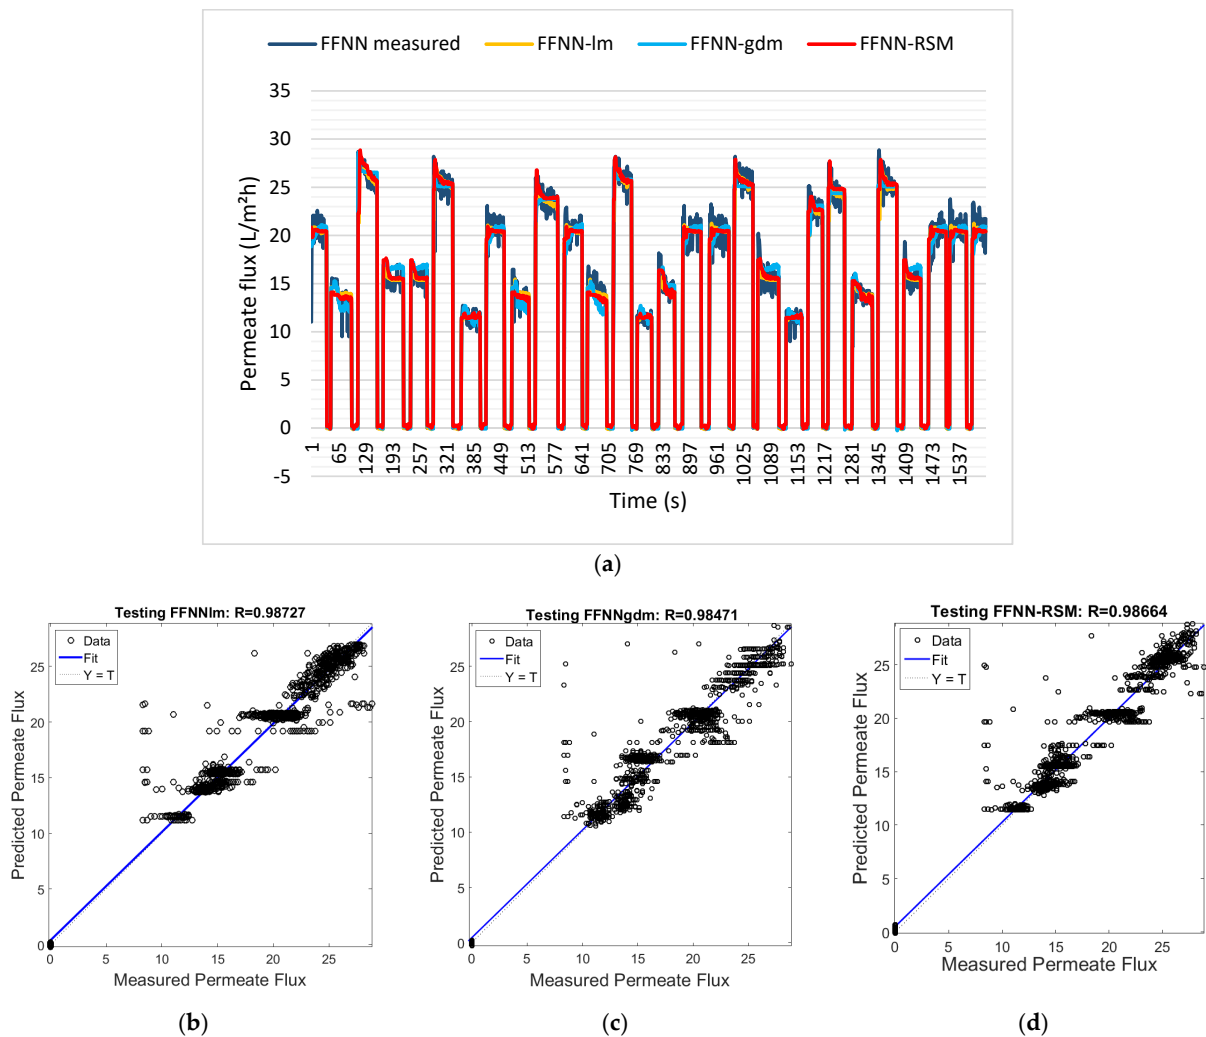 FFNN measured FFNN-lm FFNN-gdm FFNN-RSM
Permeate flux (L/m²h)
35
30
25
20
15
10
5
0
-5
1 65 129 193 257 321 385 449 513 577 641 705 769 833 897 961 1025 1089 1153 1217 1281 1345 1409 1473 1537
Time (s)
(a)
Testing FFNNlm: R=0.98727
Data
Fit
Y = T
Predicted Permeate Flux
25
20
15
10
5
0
0 5 10 15 20 25
Measured Permeate Flux
(b)
Testing FFNNgdm: R=0.98471
Data
Fit
Y = T
Predicted Permeate Flux
25
20
15
10
5
0
0 5 10 15 20 25
Measured Permeate Flux
(c)
Testing FFNN-RSM: R=0.98664
Data
Fit
Y = T
Predicted Permeate Flux
25
20
15
10
5
0
0 5 10 15 20 25
Measured Permeate Flux
(d)